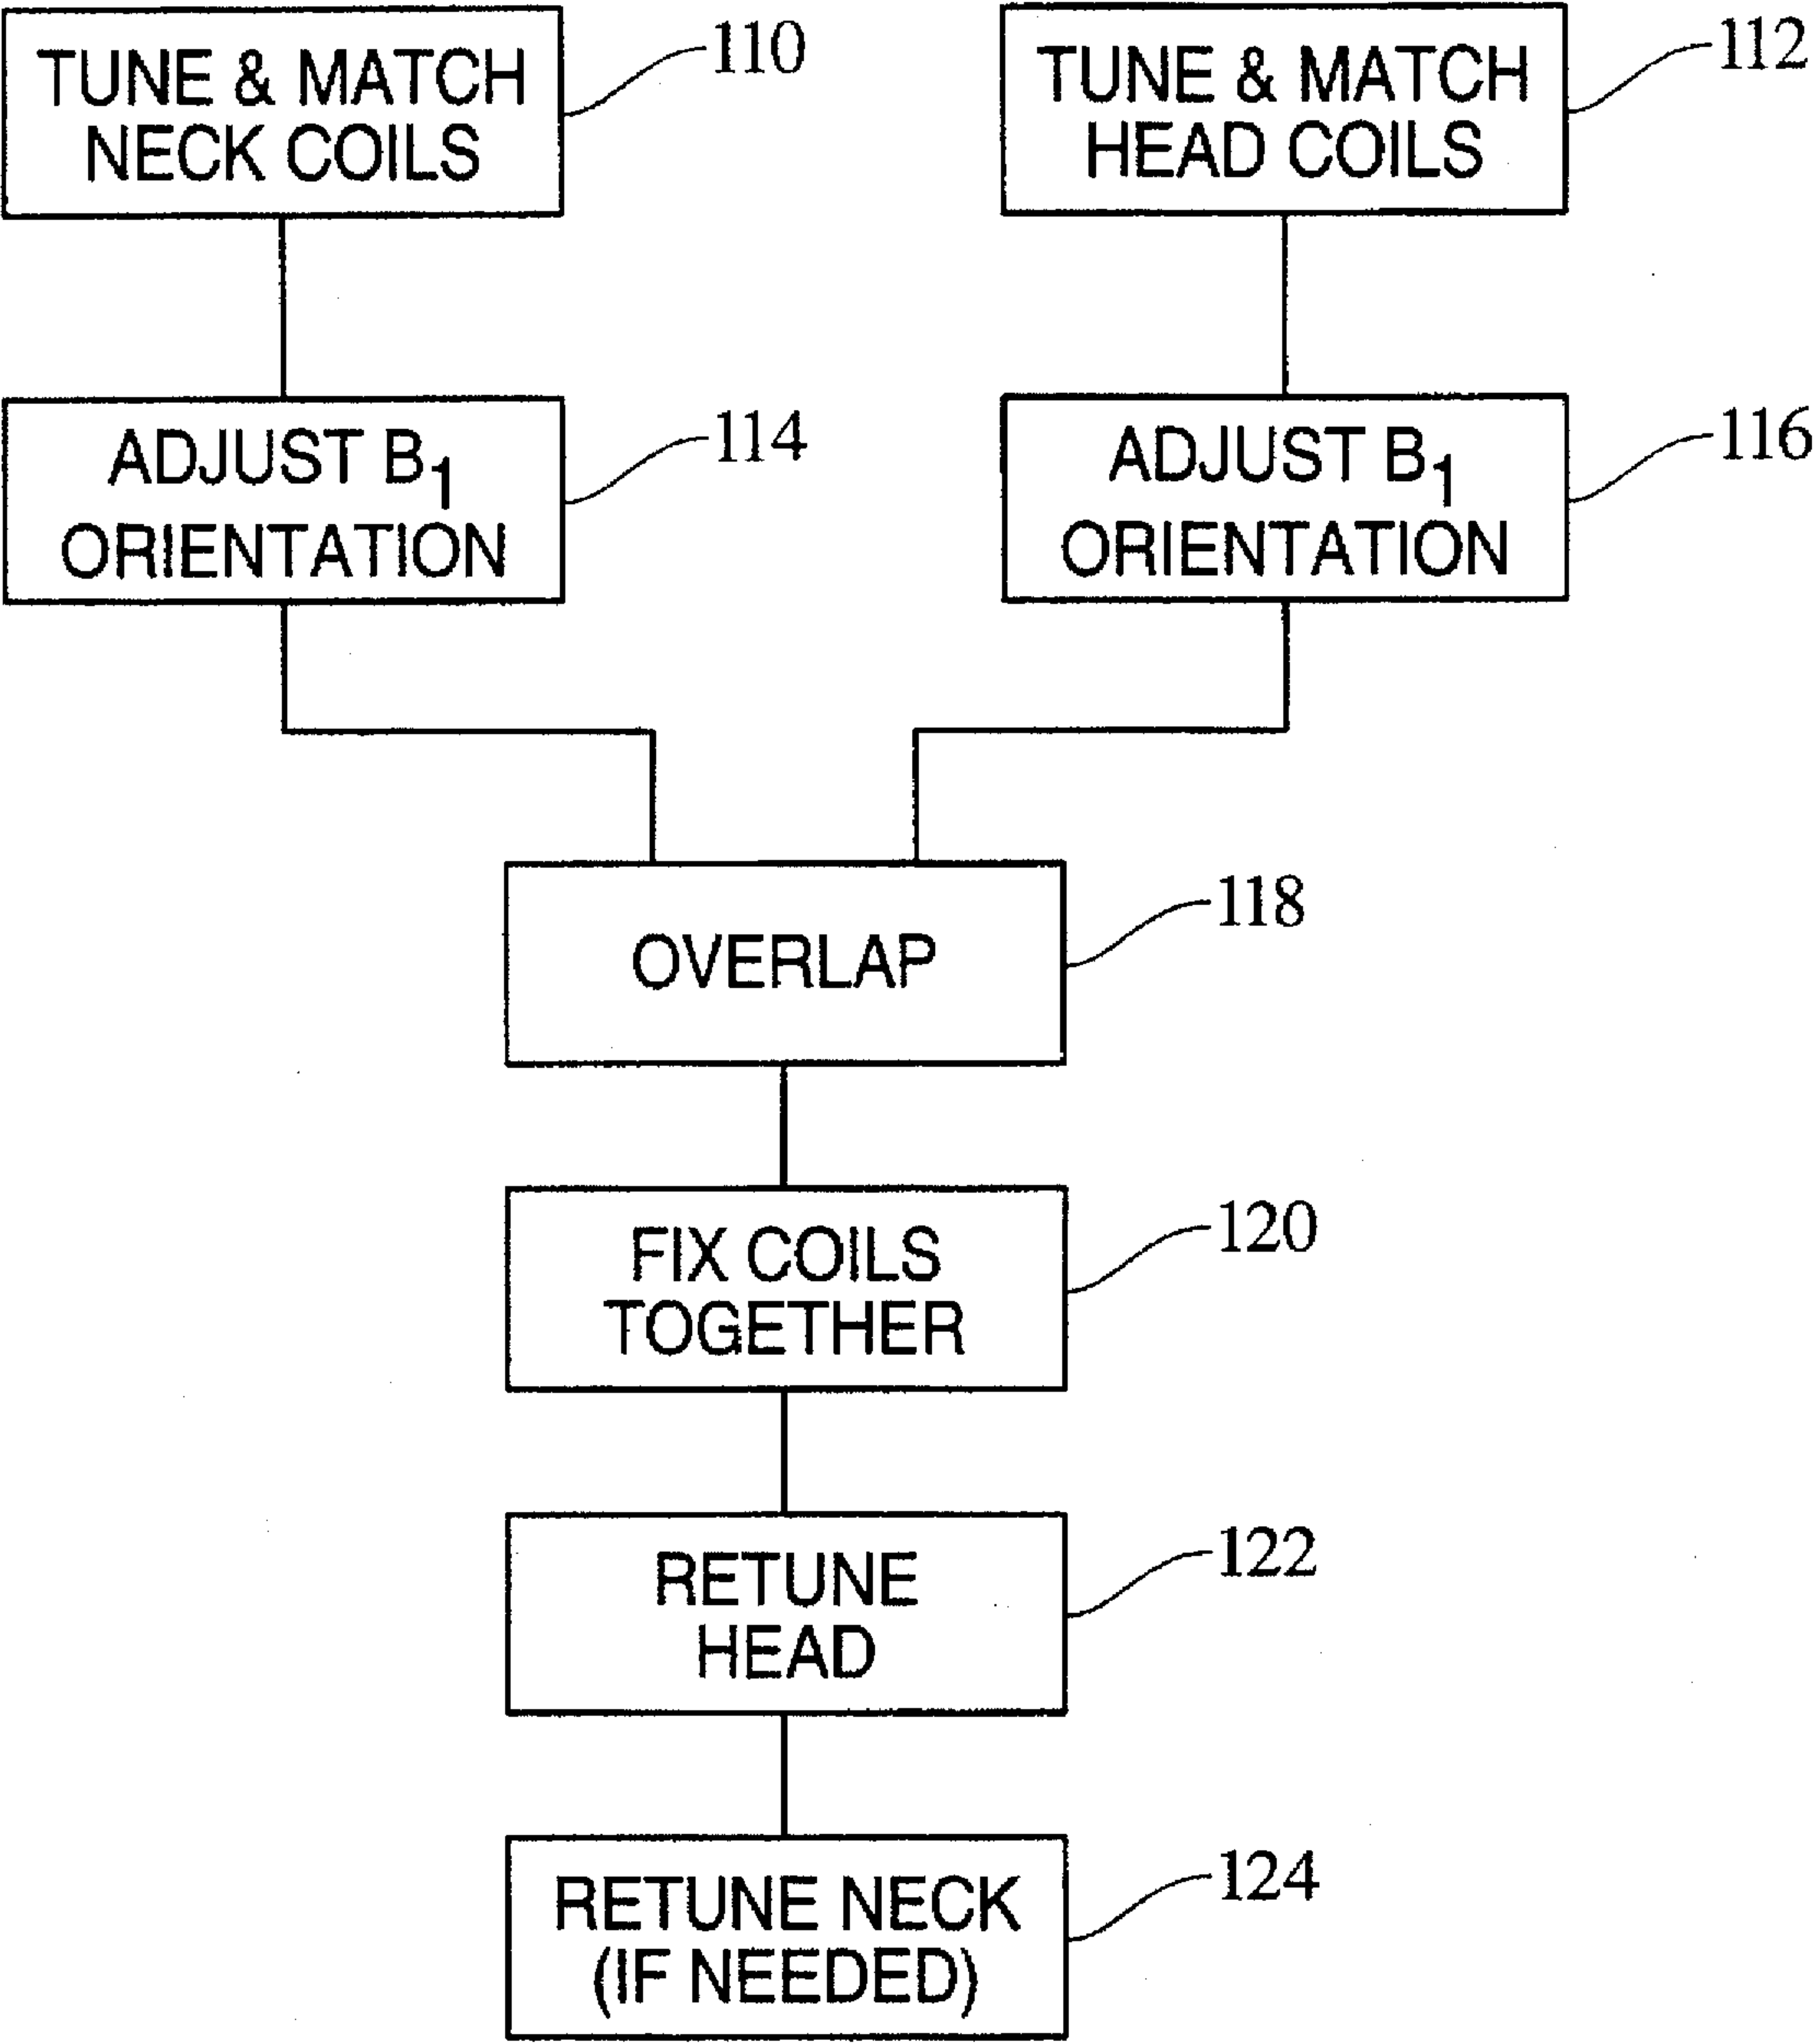 TUNE & MATCH
NECK COILS
110
TUNE & MATCH
HEAD COILS
112
ADJUST B1
ORIENTATION
114
ADJUST B1
ORIENTATION
116
OVERLAP
118
FIX COILS
TOGETHER
120
RETUNE
HEAD
122
RETUNE NECK
(IF NEEDED)
124